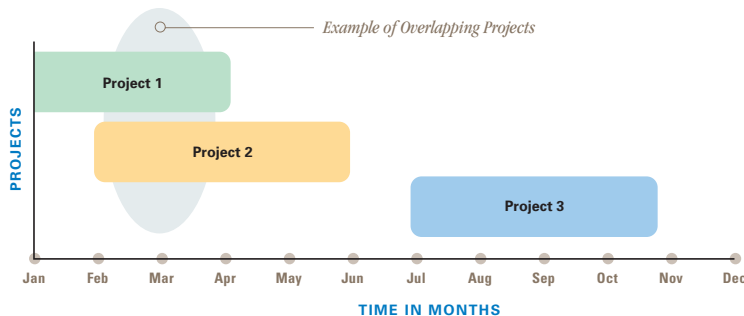 Example of Overlapping Projects
Project 1
Project 2
Project 3
PROJECTS
Jan Feb Mar Apr May Jun Jul Aug Sep Oct Nov Dec
TIME IN MONTHS